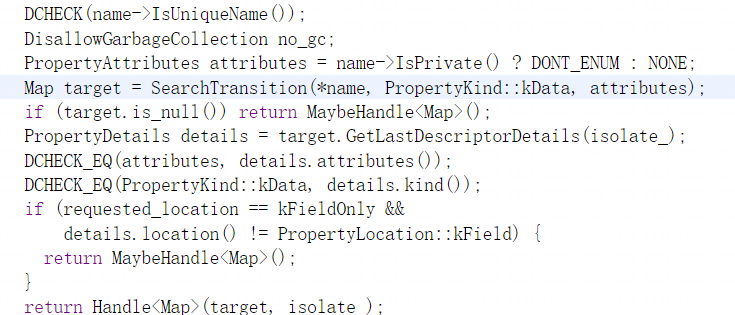 DCHECK(name->IsUniqueName());
DisallowGarbageCollection no_gc;
PropertyAttributes attributes = name->IsPrivate() ? DONT_ENUM : NONE;
Map target = SearchTransition(*name, PropertyKind::kData, attributes);
if (target.is_null()) return MaybeHandle<Map>();
PropertyDetails details = target.GetLastDescriptorDetails(isolate_);
DCHECK_EQ(attributes, details.attributes());
DCHECK_EQ(PropertyKind::kData, details.kind());
if (requested_location == kFieldOnly &&
    details.location() != PropertyLocation::kField) {
  return MaybeHandle<Map>();
}
return Handle<Map>(target, isolate );